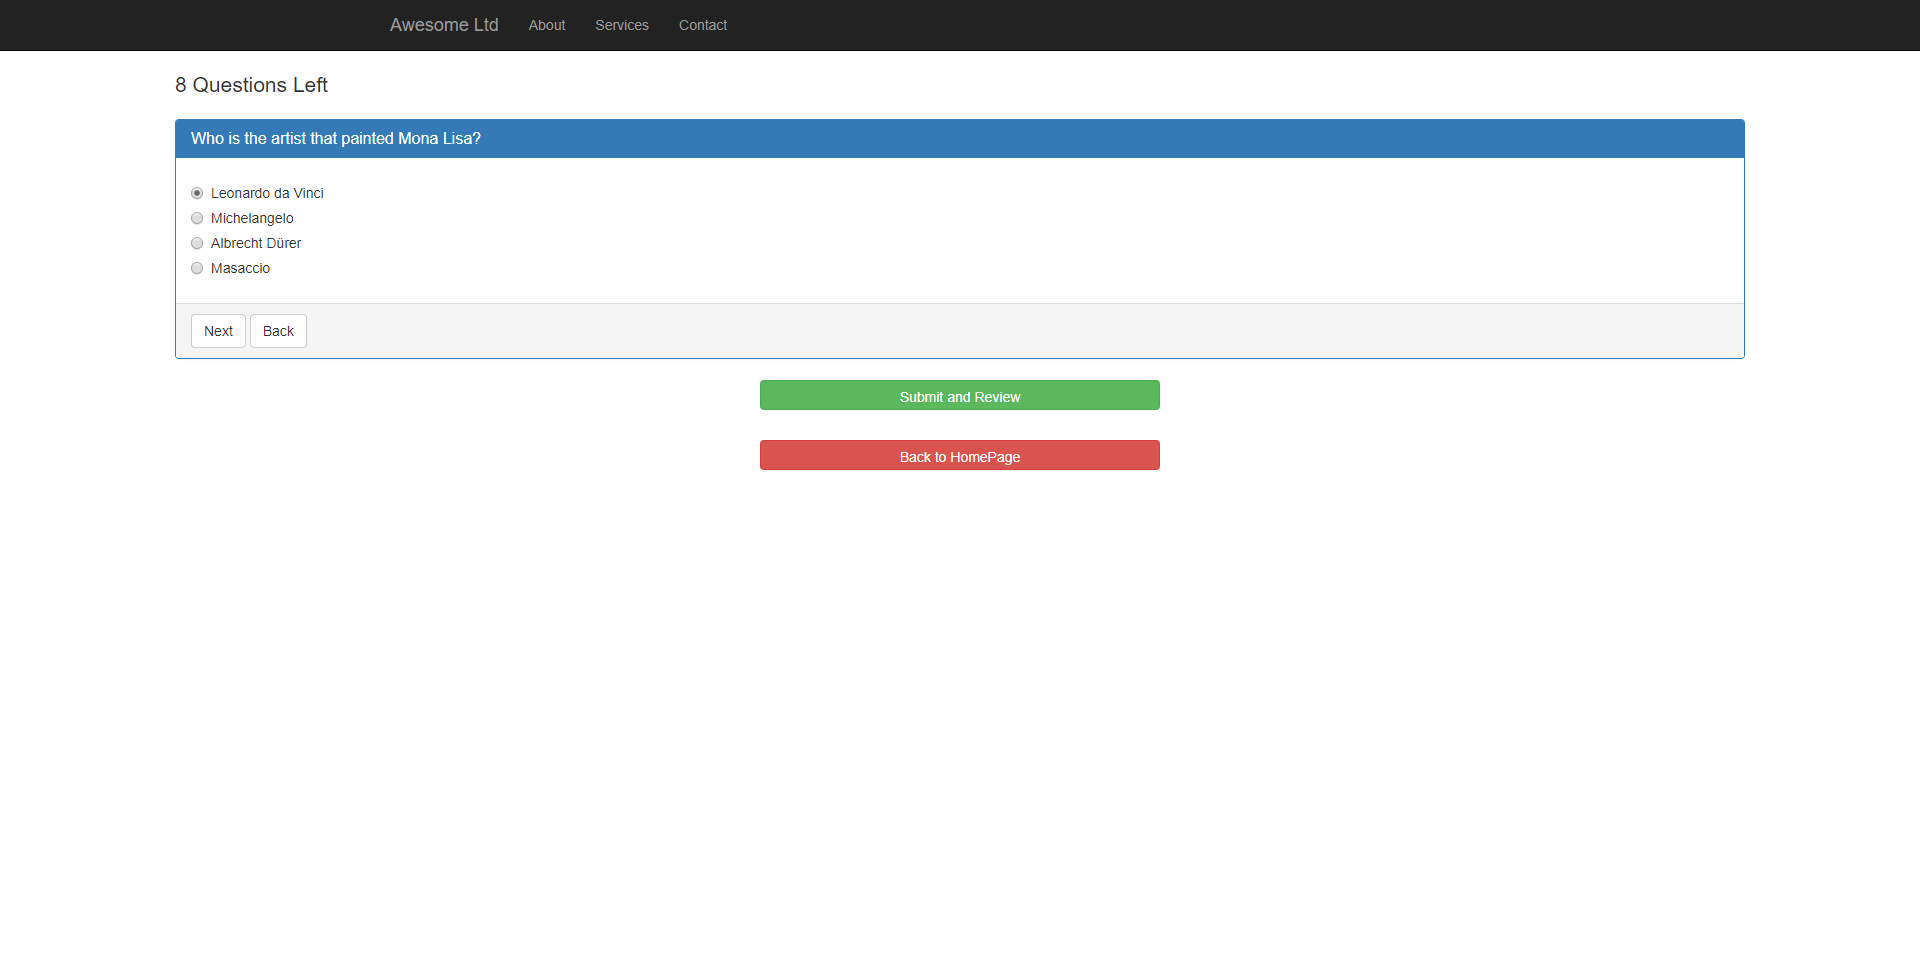 Awesome Ltd About Services Contact
8 Questions Left
Who is the artist that painted Mona Lisa?
Leonardo da Vinci
Michelangelo
Albrecht Dürer
Masaccio
Next Back
Submit and Review
Back to HomePage